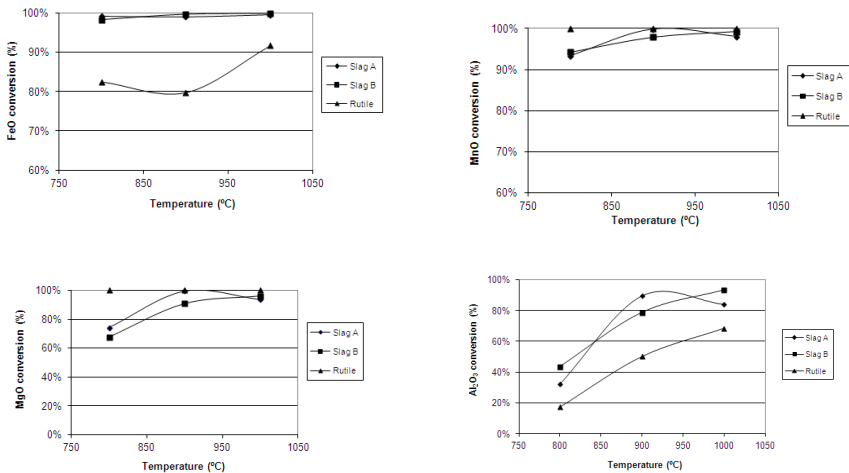 100%
90%
80%
70%
60%
FeO conversion (%)
750 850 950 1050
Temperature (ºC)
Slag A
Slag B
Rutile
100%
90%
80%
70%
60%
MnO conversion (%)
750 850 950 1050
Temperature (ºC)
Slag A
Slag B
Rutile
100%
80%
60%
40%
20%
0%
MgO conversion (%)
750 850 950 1050
Temperature (ºC)
Slag A
Slag B
Rutile
100%
80%
60%
40%
20%
0%
Al₂O₃ conversion (%)
750 800 850 900 950 1000 1050
Temperature (ºC)
Slag A
Slag B
Rutile